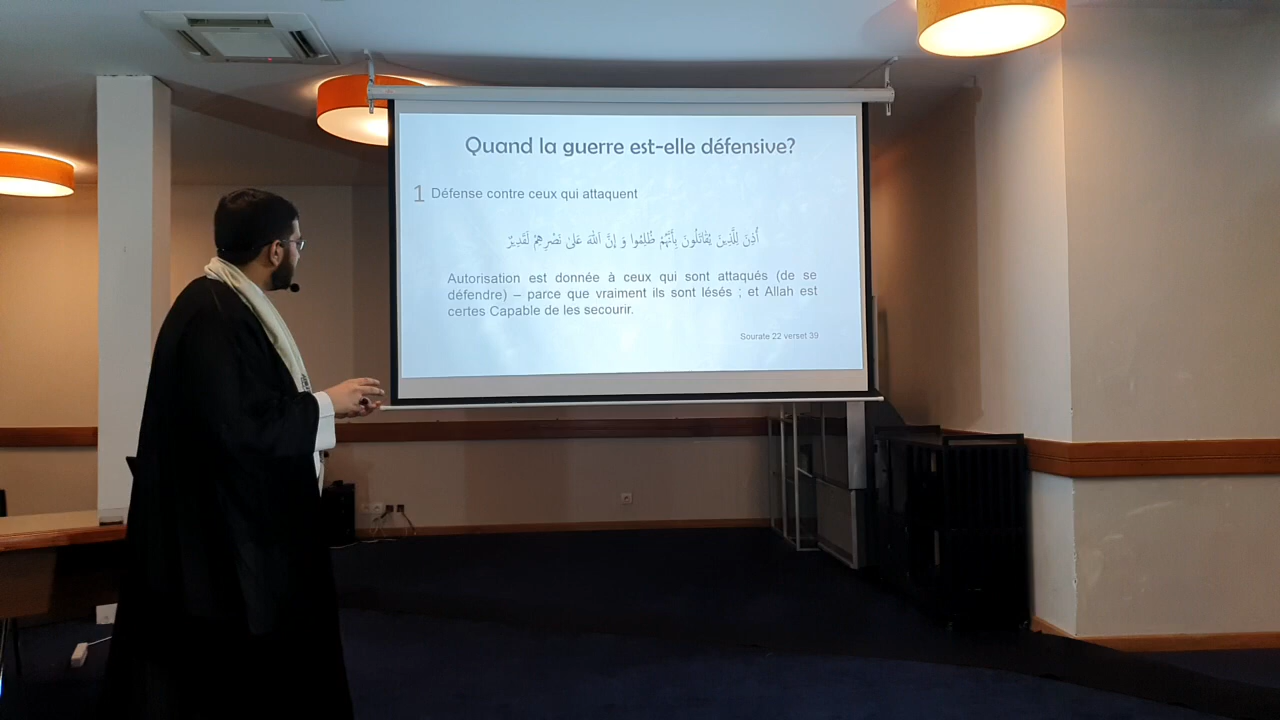 Quand la guerre est-elle défensive?
1 Défense contre ceux qui attaquent
أُذِنَ لِلَّذِينَ يُقَاتَلُونَ بِأَنَّهُمْ ظُلِمُوا وَ إِنَّ اللَّهَ عَلَىٰ نَصْرِهِمْ لَقَدِيرٌ
Autorisation est donnée à ceux qui sont attaqués (de se
défendre) – parce que vraiment ils sont lésés ; et Allah est
certes Capable de les secourir.
Sourate 22 verset 39